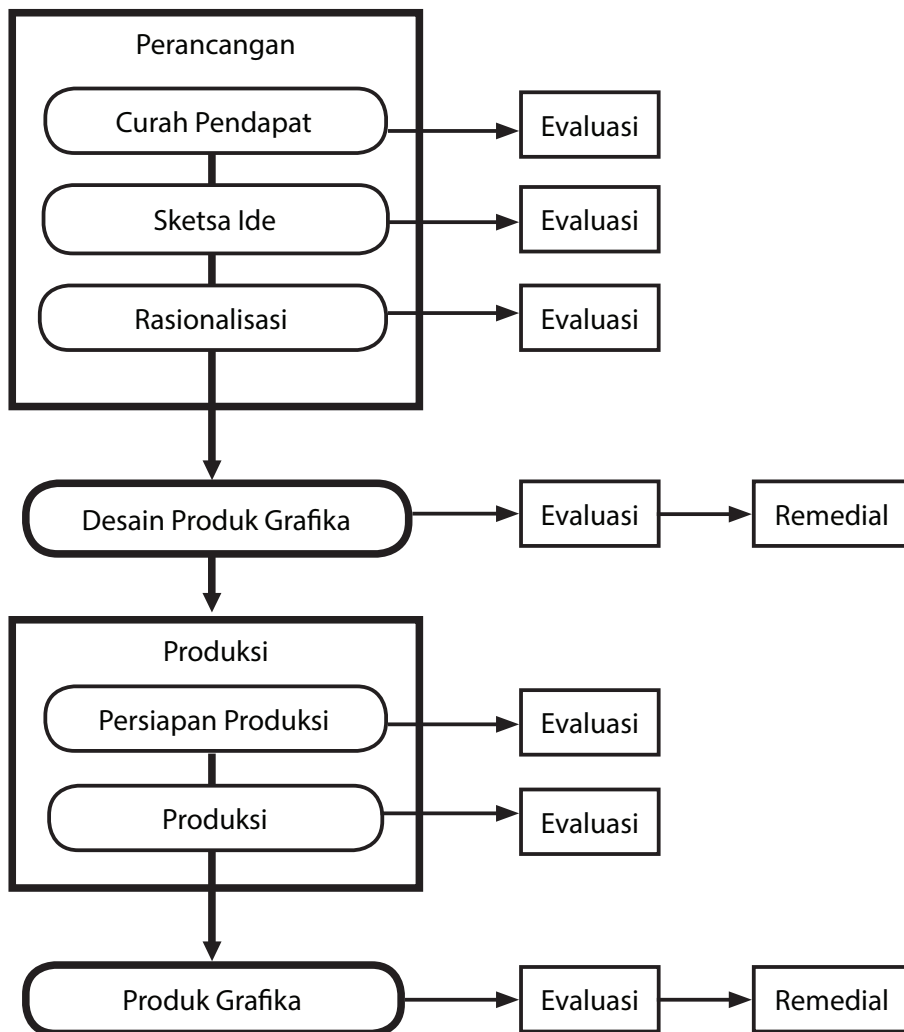 Perancangan
Curah Pendapat
Evaluasi
Sketsa Ide
Evaluasi
Rasionalisasi
Evaluasi
Desain Produk Grafika
Evaluasi
Remedial
Produksi
Persiapan Produksi
Evaluasi
Produksi
Evaluasi
Produk Grafika
Evaluasi
Remedial